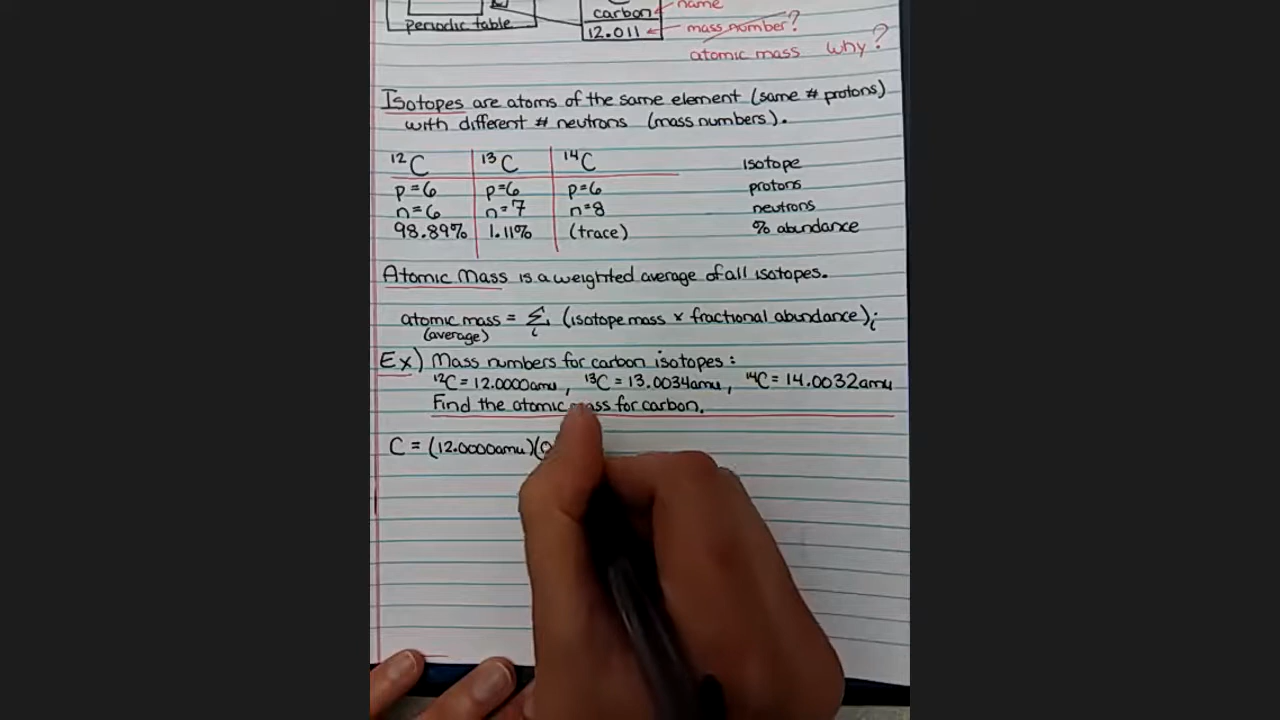 name
carbon
periodic table
12.011
mass number?
atomic mass why?
Isotopes are atoms of the same element (same # protons)
with different # neutrons (mass numbers).
12C 13C 14C isotope
p=6 p=6 p=6 protons
n=6 n=7 n=8 neutrons
98.89% 1.11% (trace) % abundance
Atomic Mass is a weighted average of all isotopes.
atomic mass = Σi (isotope mass x fractional abundance)i
(average)
Ex) Mass numbers for carbon isotopes:
12C = 12.0000amu, 13C = 13.0034amu, 14C = 14.0032amu
Find the atomic mass for carbon.
C = (12.0000amu)(0